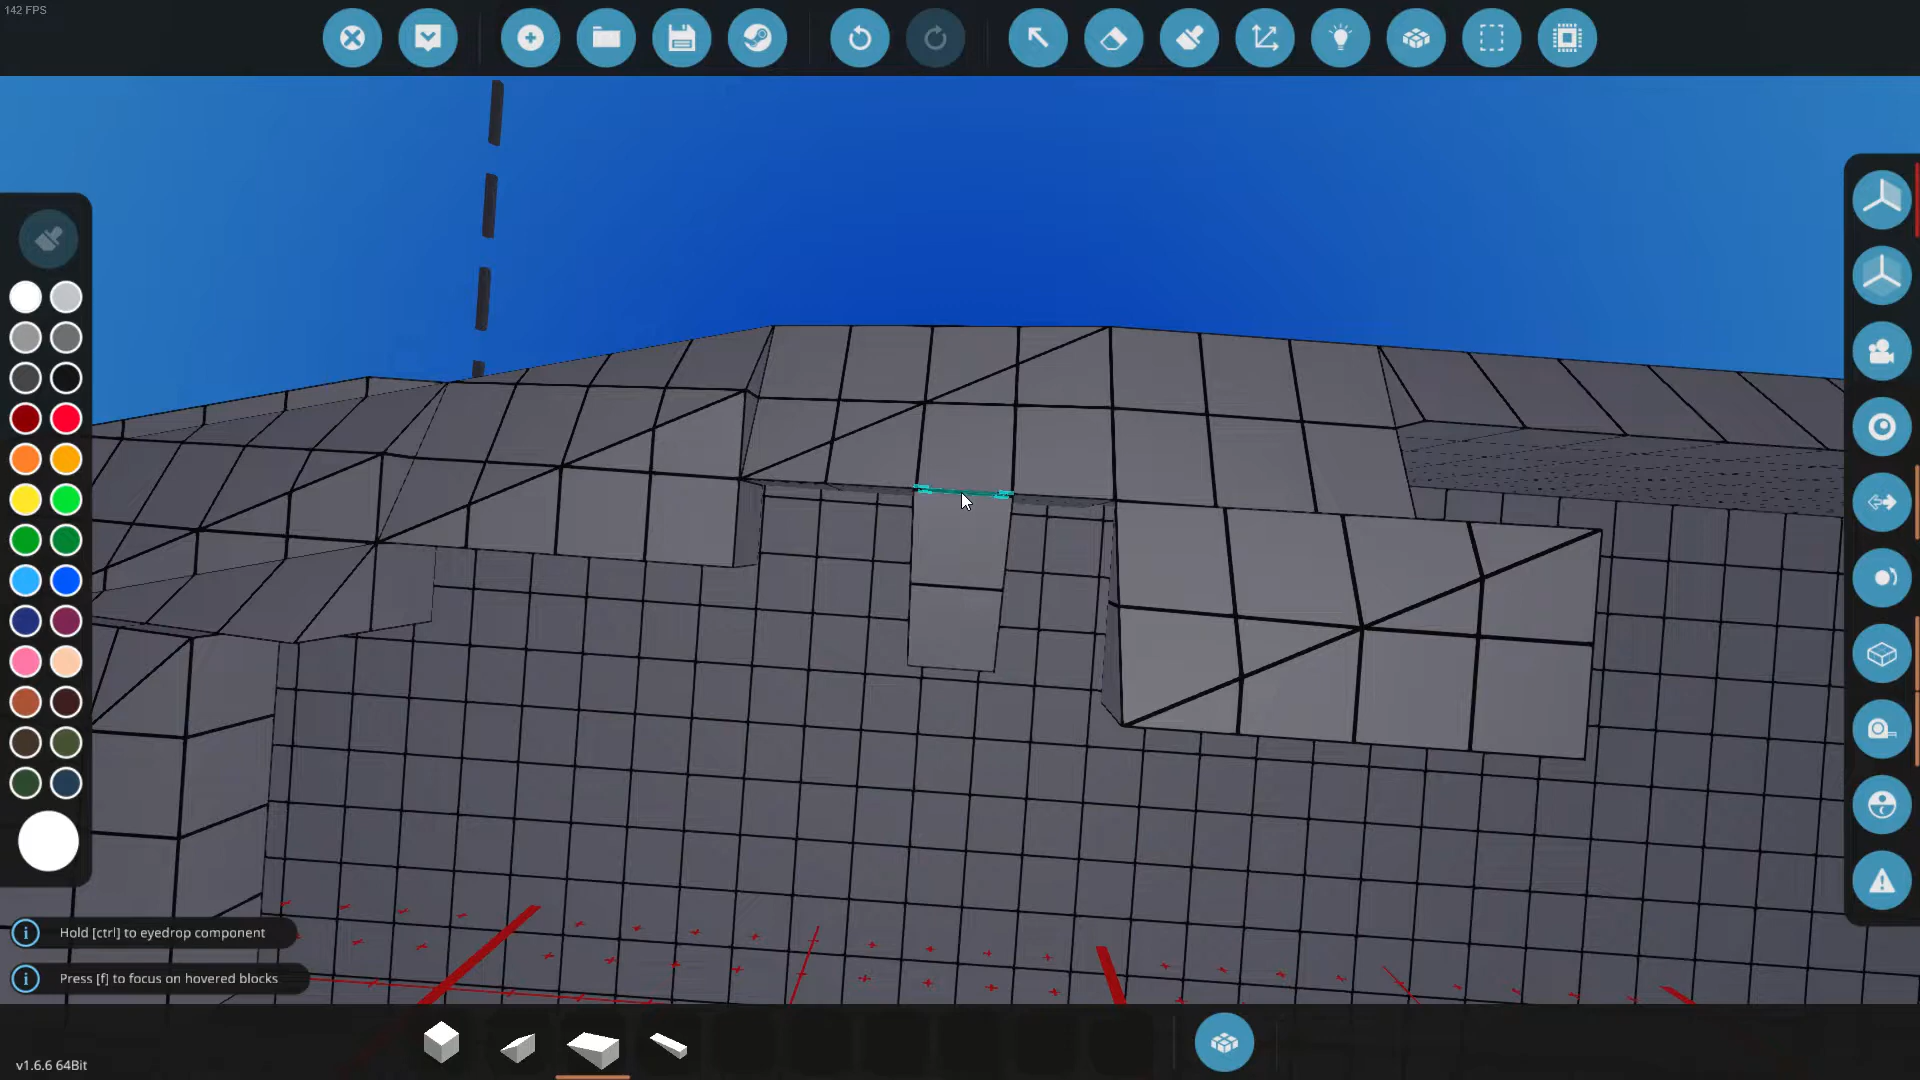 142 FPS
Hold [ctrl] to eyedrop component
Press [f] to focus on hovered blocks
v1.6.6 64Bit